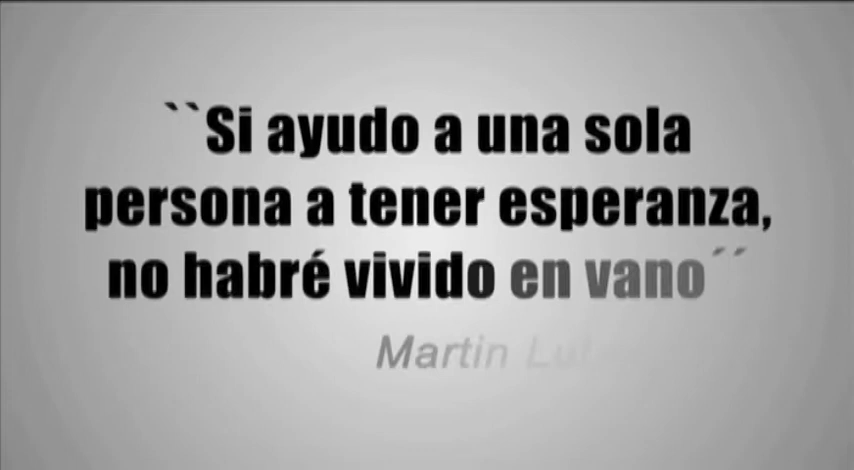 ``Si ayudo a una sola
persona a tener esperanza,
no habré vivido en vano´´
Martin